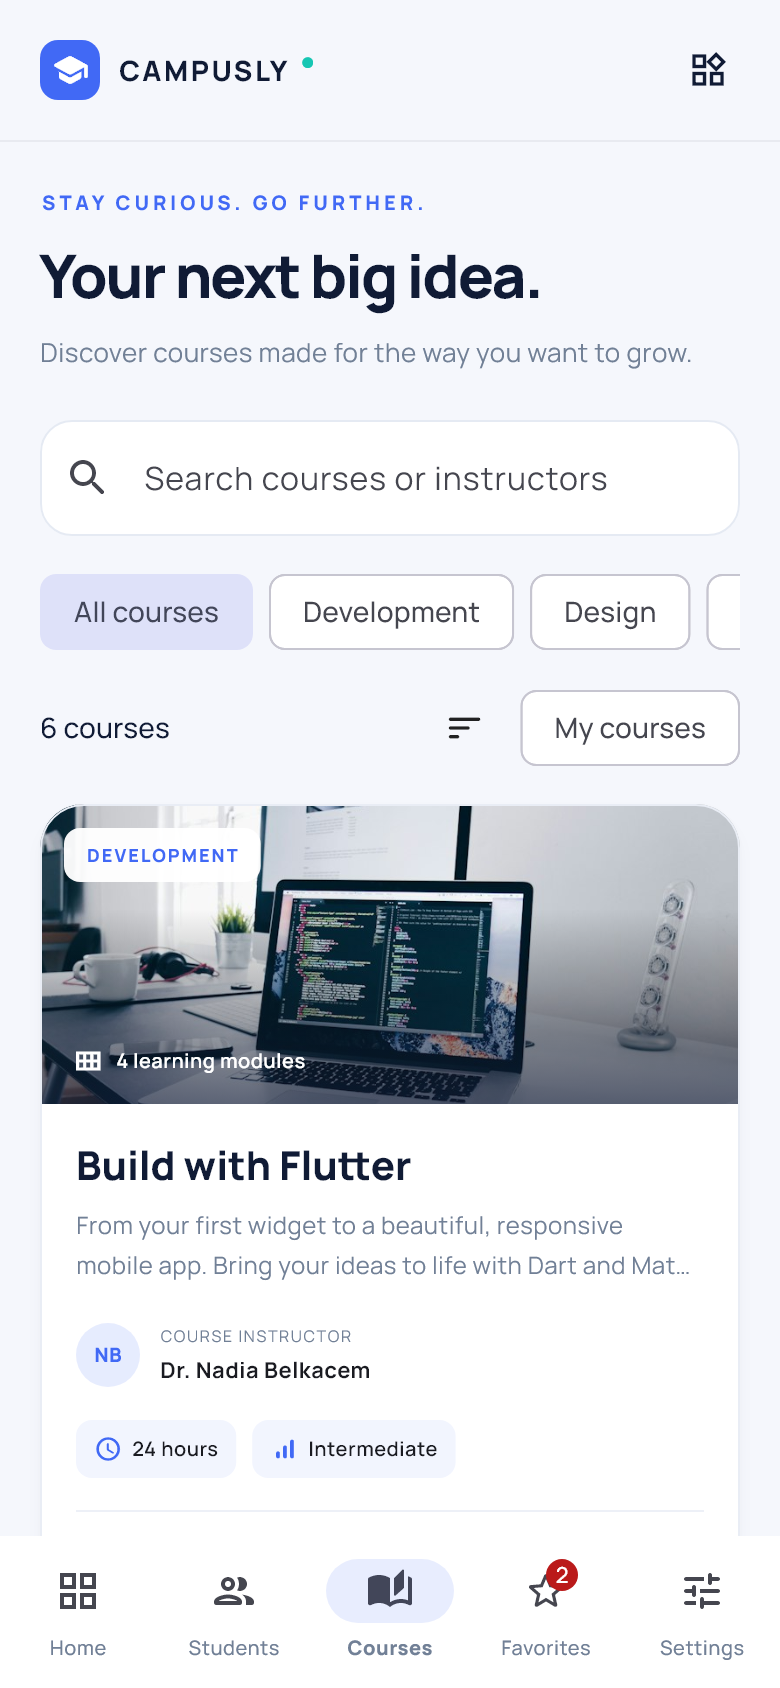 CAMPUSLY
STAY CURIOUS. GO FURTHER.
Your next big idea.
Discover courses made for the way you want to grow.
Search courses or instructors
All courses
Development
Design
6 courses
My courses
DEVELOPMENT
4 learning modules
Build with Flutter
From your first widget to a beautiful, responsive
mobile app. Bring your ideas to life with Dart and Mat...
NB
COURSE INSTRUCTOR
Dr. Nadia Belkacem
24 hours
Intermediate
2
Home
Students
Courses
Favorites
Settings